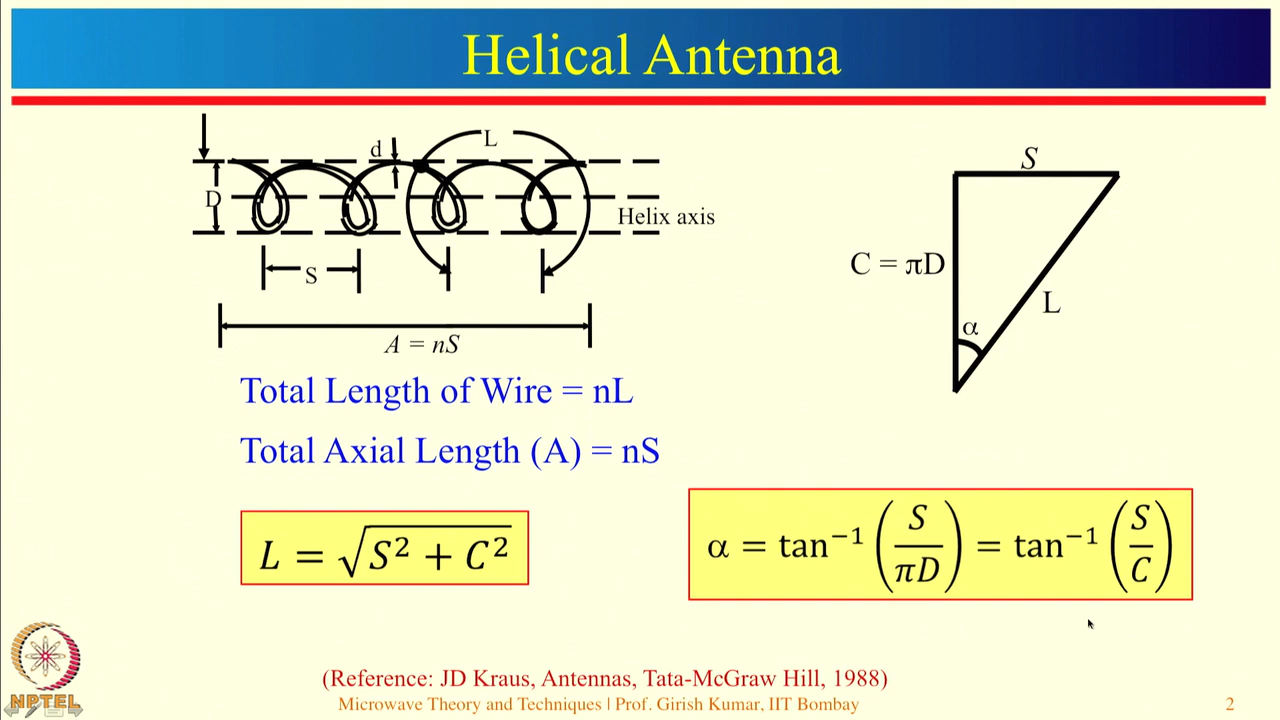 Helical Antenna
d
L
D
Helix axis
S
A = nS
S
C = πD
L
α
Total Length of Wire = nL
Total Axial Length (A) = nS
L = √S² + C²
α = tan⁻¹ (S/πD) = tan⁻¹ (S/C)
NPTEL
(Reference: JD Kraus, Antennas, Tata-McGraw Hill, 1988)
Microwave Theory and Techniques | Prof. Girish Kumar, IIT Bombay
2